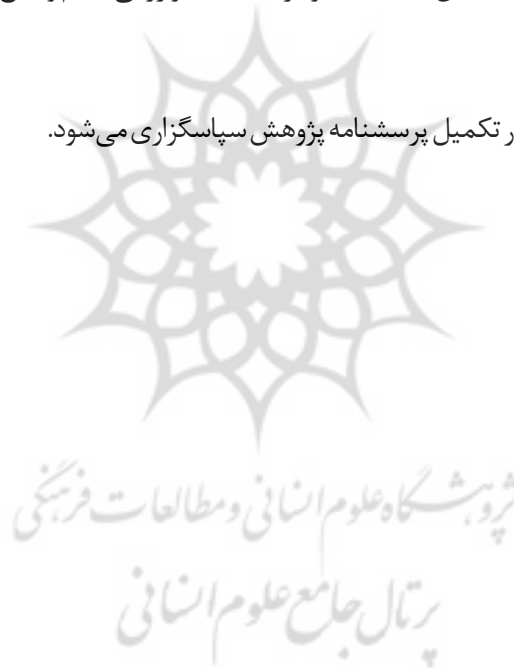 ر تکمیل پرسشنامه پژوهش سپاسگزاری می‌شود.
پژوهشگاه علوم انسانی و مطالعات فرهنگی
پرتال جامع علوم انسانی